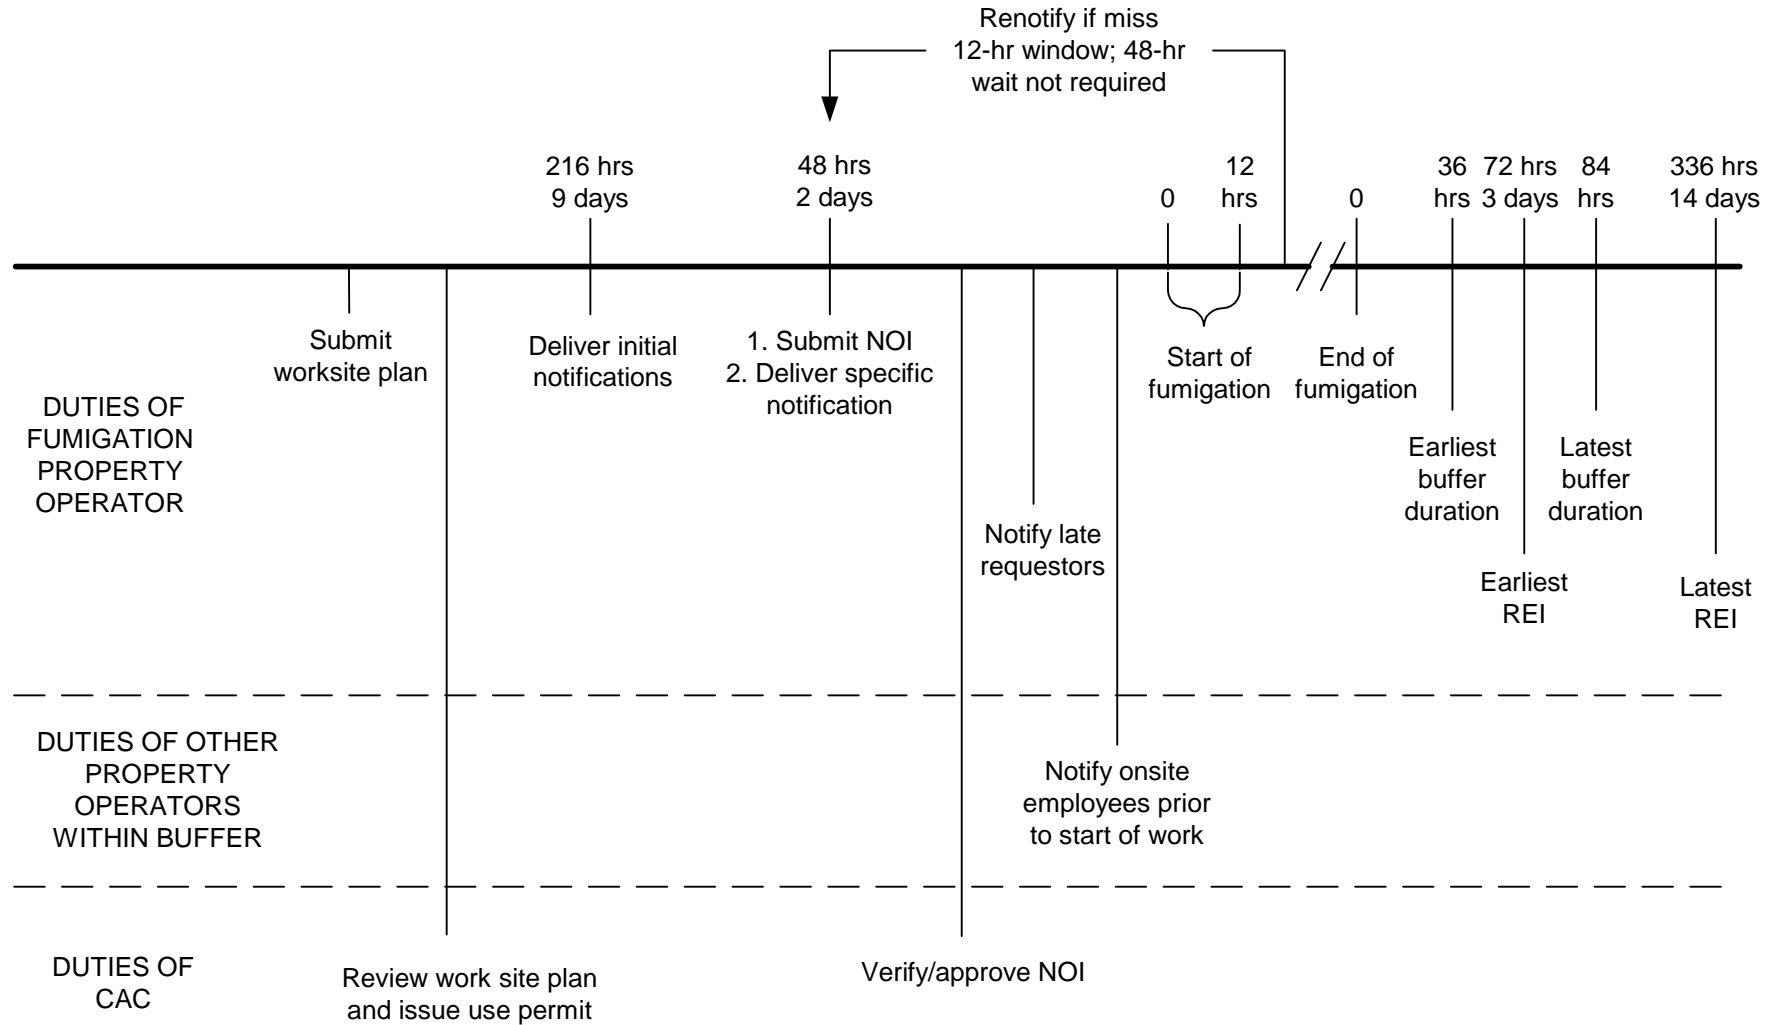 Renotify if miss
12-hr window; 48-hr
wait not required
216 hrs
9 days
48 hrs
2 days
0
12
hrs
0
36
hrs
72 hrs
3 days
84
hrs
336 hrs
14 days
Submit
worksite plan
Deliver initial
notifications
1. Submit NOI
2. Deliver specific
notification
Start of
fumigation
End of
fumigation
DUTIES OF
FUMIGATION
PROPERTY
OPERATOR
Earliest
buffer
duration
Latest
buffer
duration
Notify late
requestors
Earliest
REI
Latest
REI
DUTIES OF OTHER
PROPERTY
OPERATORS
WITHIN BUFFER
Notify onsite
employees prior
to start of work
DUTIES OF
CAC
Review work site plan
and issue use permit
Verify/approve NOI